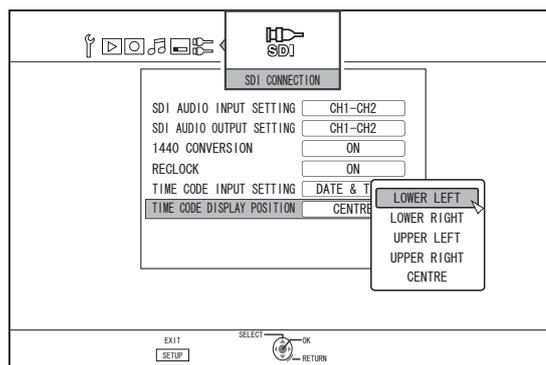 SDI
SDI CONNECTION
SDI AUDIO INPUT SETTING CH1-CH2
SDI AUDIO OUTPUT SETTING CH1-CH2
1440 CONVERSION ON
RECLOCK ON
TIME CODE INPUT SETTING DATE & T
TIME CODE DISPLAY POSITION CENTRE
LOWER LEFT
LOWER RIGHT
UPPER LEFT
UPPER RIGHT
CENTRE
EXIT
SETUP
SELECT
OK
RETURN